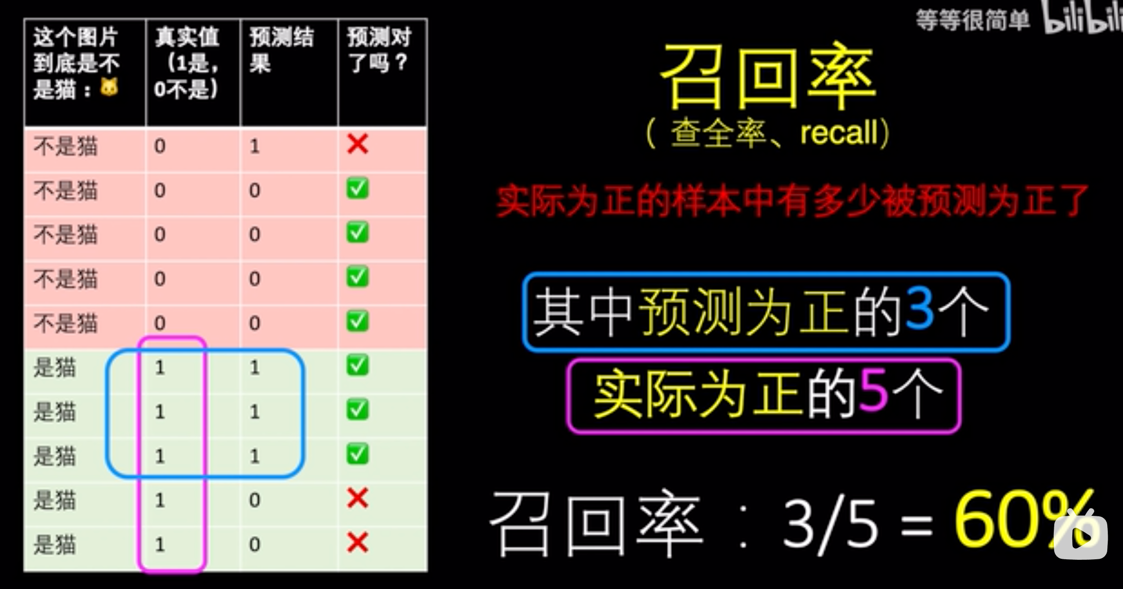 等等很简单 bilibili
这个图片到底是不是猫：🐱 真实值（1是，0不是） 预测结果 预测对了吗？
不是猫 0 1 ❌
不是猫 0 0 ✅
不是猫 0 0 ✅
不是猫 0 0 ✅
不是猫 0 0 ✅
是猫 1 1 ✅
是猫 1 1 ✅
是猫 1 1 ✅
是猫 1 0 ❌
是猫 1 0 ❌
召回率
（ 查全率、recall）
实际为正的样本中有多少被预测为正了
其中预测为正的3个
实际为正的5个
召回率：3/5 = 60%